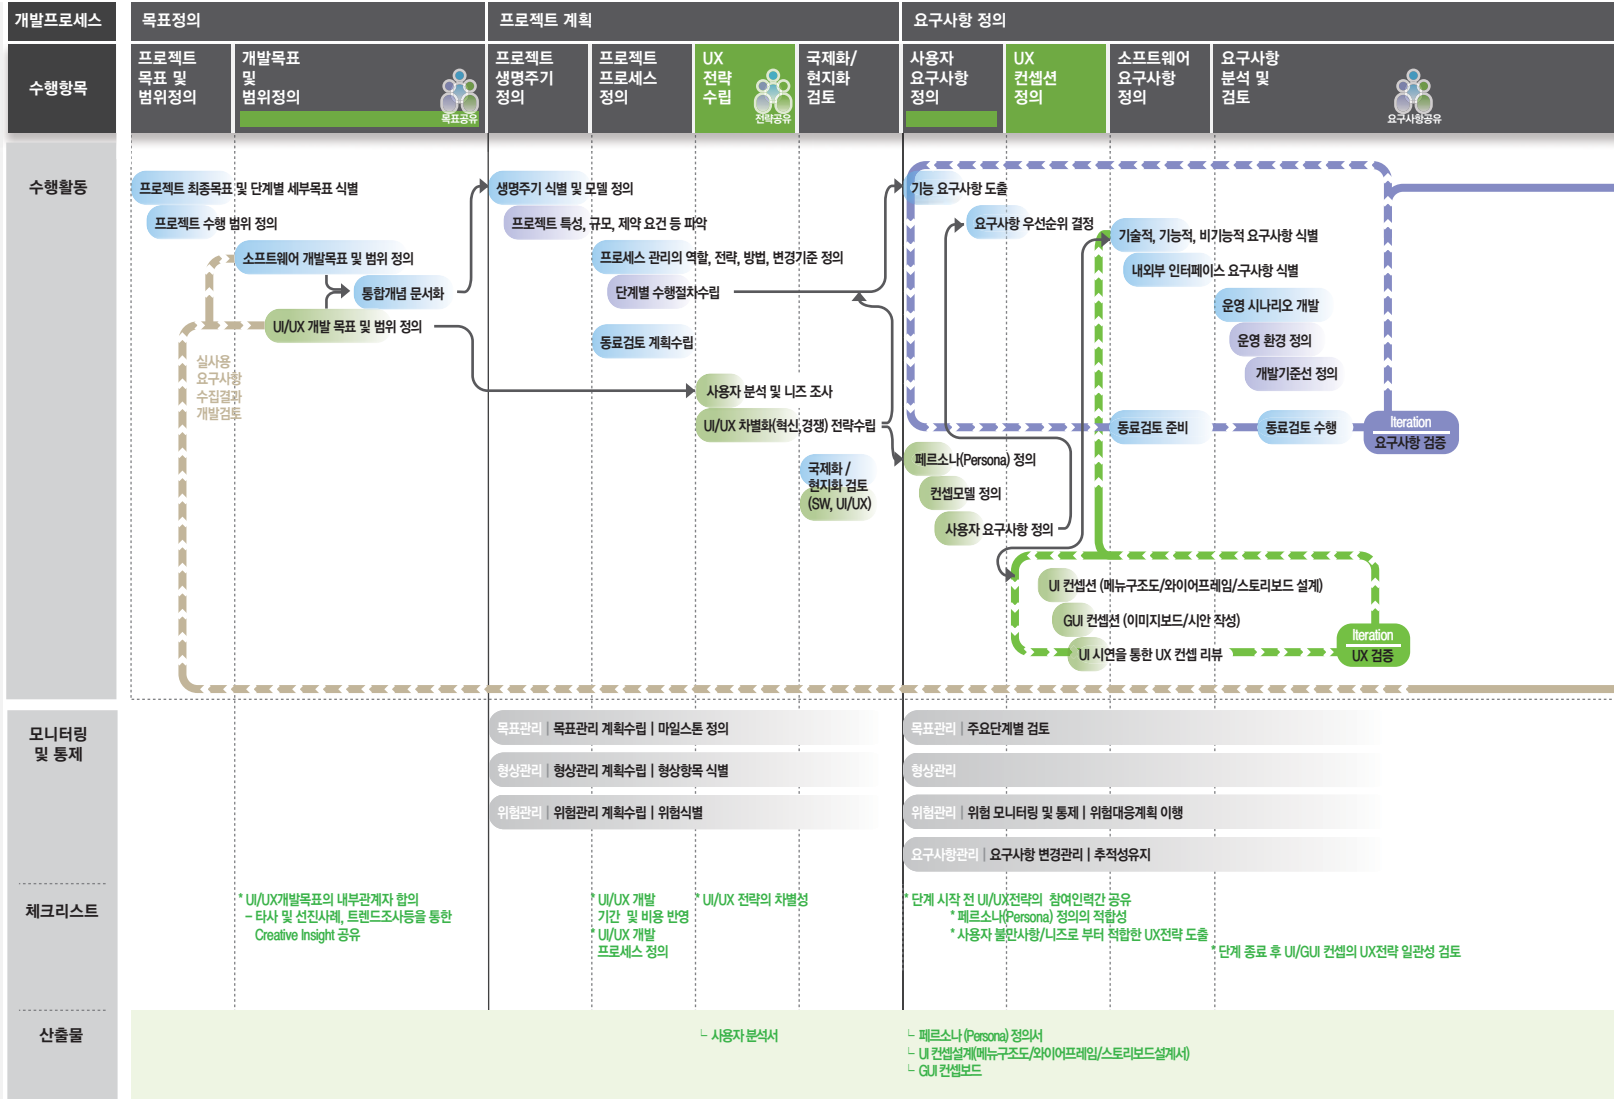 개발프로세스
목표정의
프로젝트 계획
요구사항 정의
수행항목
프로젝트
목표 및
범위정의
개발목표
및
범위정의
목표공유
프로젝트
생명주기
정의
프로젝트
프로세스
정의
UX
전략
수립
전략공유
국제화/
현지화
검토
사용자
요구사항
정의
UX
컨셉션
정의
소프트웨어
요구사항
정의
요구사항
분석 및
검토
요구사항공유
수행활동
프로젝트 최종목표 및 단계별 세부목표 식별
프로젝트 수행 범위 정의
소프트웨어 개발목표 및 범위 정의
통합개념 문서화
UI/UX 개발 목표 및 범위 정의
실사용
요구사항
수집결과
개발검토
생명주기 식별 및 모델 정의
프로젝트 특성, 규모, 제약 요건 등 파악
프로세스 관리의 역할, 전략, 방법, 변경기준 정의
단계별 수행절차수립
동료검토 계획수립
사용자 분석 및 니즈 조사
UI/UX 차별화(혁신,경쟁) 전략수립
국제화 /
현지화 검토
(SW, UI/UX)
기능 요구사항 도출
요구사항 우선순위 결정
기술적, 기능적, 비기능적 요구사항 식별
내외부 인터페이스 요구사항 식별
운영 시나리오 개발
운영 환경 정의
개발기준선 정의
동료검토 준비
동료검토 수행
Iteration
요구사항 검증
페르소나(Persona) 정의
컨셉모델 정의
사용자 요구사항 정의
UI 컨셉션 (메뉴구조도/와이어프레임/스토리보드 설계)
GUI 컨셉션 (이미지보드/시안 작성)
UI 시연을 통한 UX 컨셉 리뷰
Iteration
UX 검증
모니터링
및 통제
목표관리 | 목표관리 계획수립 | 마일스톤 정의
형상관리 | 형상관리 계획수립 | 형상항목 식별
위험관리 | 위험관리 계획수립 | 위험식별
목표관리 | 주요단계별 검토
형상관리
위험관리 | 위험 모니터링 및 통제 | 위험대응계획 이행
요구사항관리 | 요구사항 변경관리 | 추적성유지
체크리스트
* UI/UX개발목표의 내부관계자 합의
– 타사 및 선진사례, 트렌드조사등을 통한
Creative Insight 공유
* UI/UX 개발
기간 및 비용 반영
* UI/UX 개발
프로세스 정의
* UI/UX 전략의 차별성
* 단계 시작 전 UI/UX전략의 참여인력간 공유
* 페르소나(Persona) 정의의 적합성
* 사용자 불만사항/니즈로 부터 적합한 UX전략 도출
* 단계 종료 후 UI/GUI 컨셉의 UX전략 일관성 검토
산출물
└ 사용자 분석서
└ 페르소나 (Persona) 정의서
└ UI 컨셉설계(메뉴구조도/와이어프레임/스토리보드설계서)
└ GUI 컨셉보드